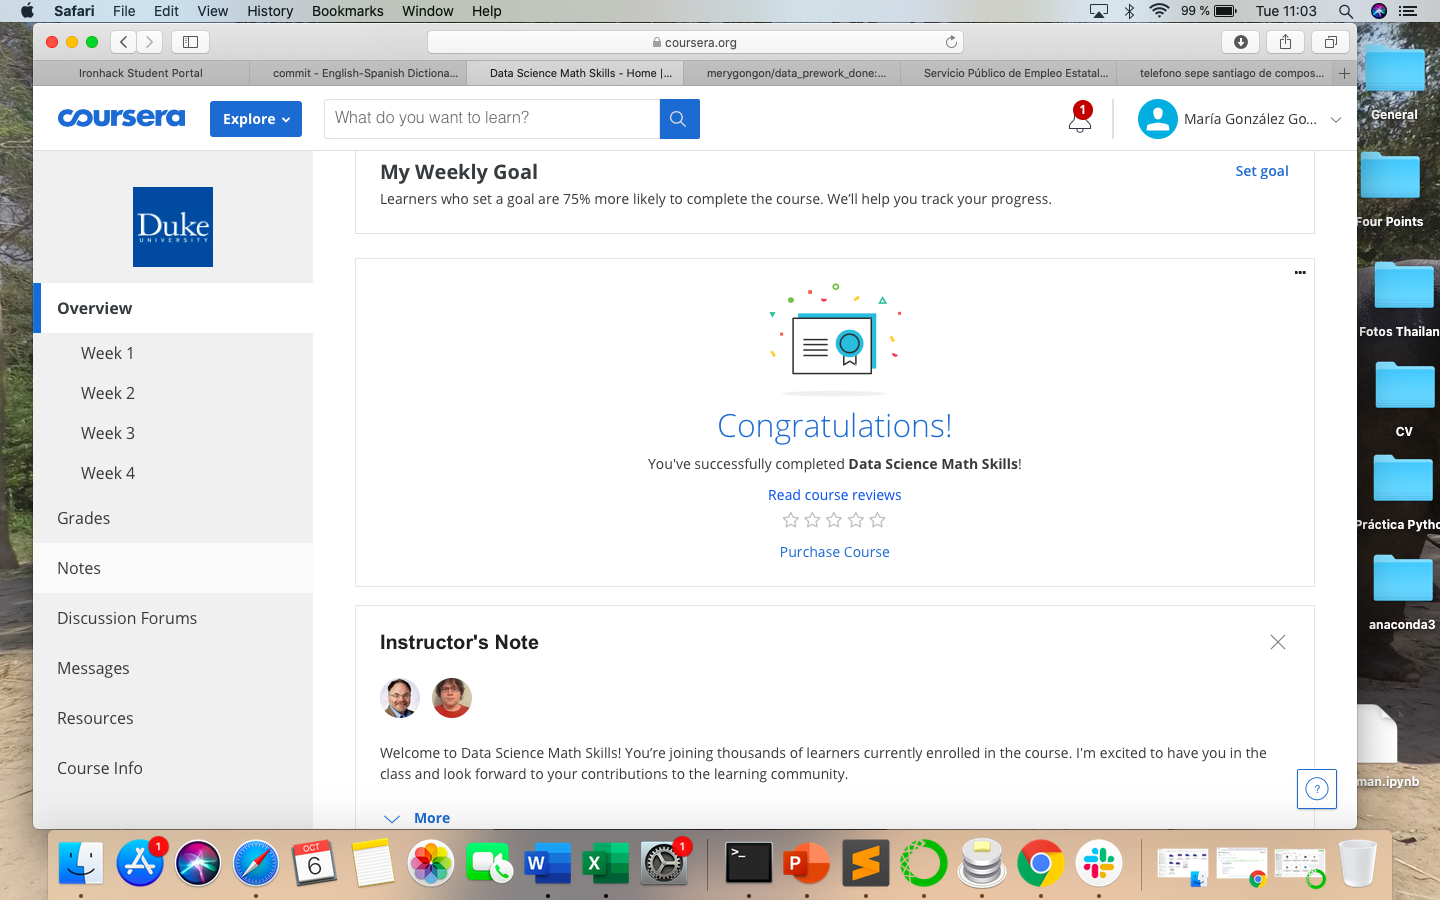 Safari File Edit View History Bookmarks Window Help 99 % Tue 11:03
coursera.org
Ironhack Student Portal
commit - English-Spanish Dictiona...
Data Science Math Skills - Home |...
merygongon/data_prework_done:...
Servicio Público de Empleo Estatal...
telefono sepe santiago de compos...
coursera
Explore
What do you want to learn?
1
María González Go...
Duke
UNIVERSITY
Overview
Week 1
Week 2
Week 3
Week 4
Grades
Notes
Discussion Forums
Messages
Resources
Course Info
My Weekly Goal
Set goal
Learners who set a goal are 75% more likely to complete the course. We’ll help you track your progress.
Congratulations!
You've successfully completed Data Science Math Skills!
Read course reviews
Purchase Course
Instructor's Note
Welcome to Data Science Math Skills! You’re joining thousands of learners currently enrolled in the course. I'm excited to have you in the
class and look forward to your contributions to the learning community.
More
?
General
Four Points
Fotos Thailan
CV
Práctica Pytho
anaconda3
man.ipynb
1
OCT
6
W
X
1
>_
P
S